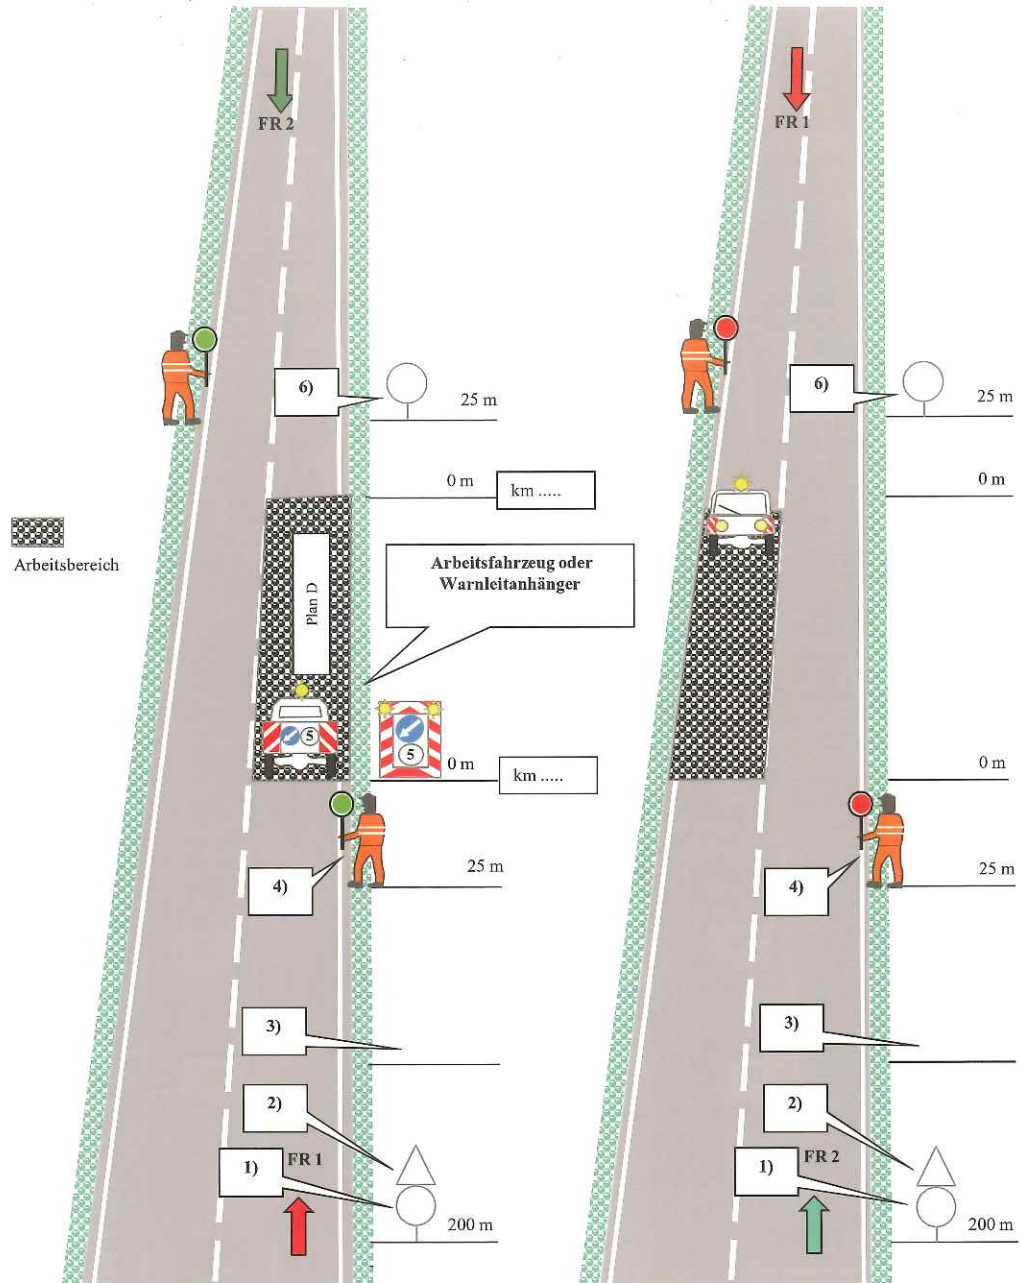 FR 2
6)
25 m
0 m
km .....
Arbeitsbereich
Arbeitsfahrzeug oder
Warnleitanhänger
Plan D
5
5
0 m
km .....
4)
25 m
3)
2)
1)
FR 1
200 m
FR 1
6)
25 m
0 m
0 m
4)
25 m
3)
2)
1)
FR 2
200 m